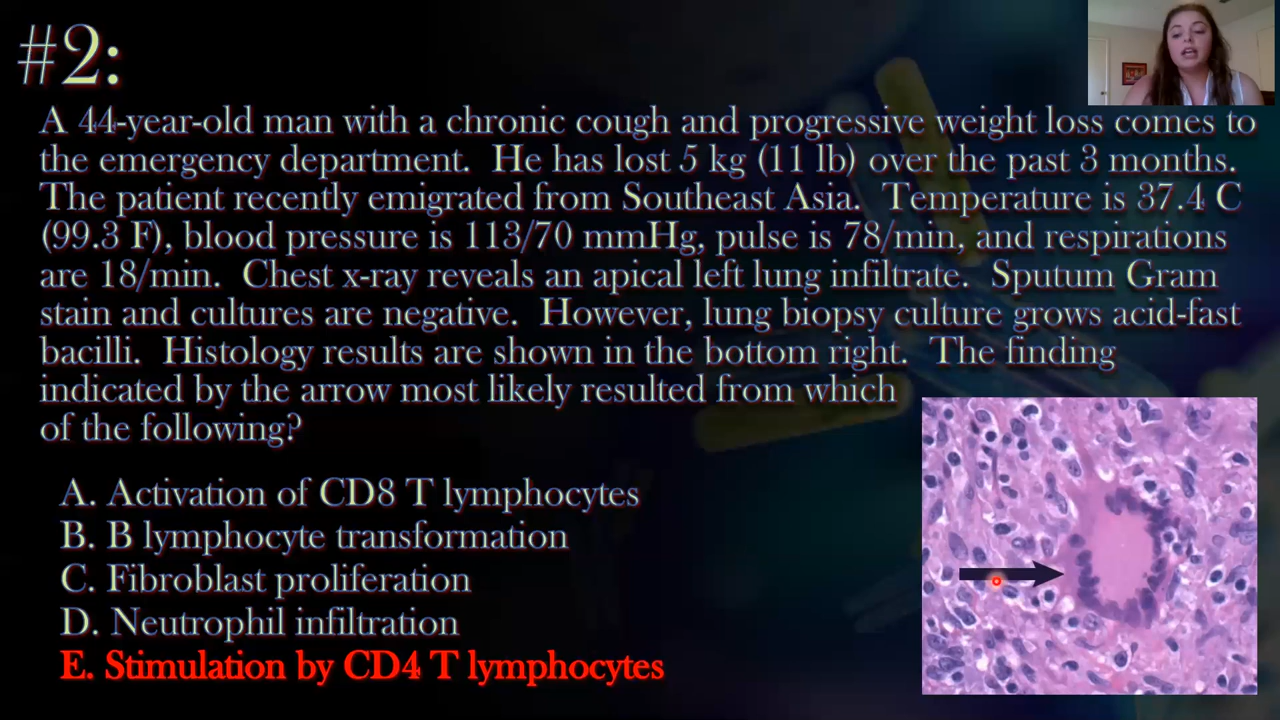 #2:
A 44-year-old man with a chronic cough and progressive weight loss comes to
the emergency department.  He has lost 5 kg (11 lb) over the past 3 months.
The patient recently emigrated from Southeast Asia.  Temperature is 37.4 C
(99.3 F), blood pressure is 113/70 mmHg, pulse is 78/min, and respirations
are 18/min.  Chest x-ray reveals an apical left lung infiltrate.  Sputum Gram
stain and cultures are negative.  However, lung biopsy culture grows acid-fast
bacilli.  Histology results are shown in the bottom right.  The finding
indicated by the arrow most likely resulted from which
of the following?
A. Activation of CD8 T lymphocytes
B. B lymphocyte transformation
C. Fibroblast proliferation
D. Neutrophil infiltration
E. Stimulation by CD4 T lymphocytes